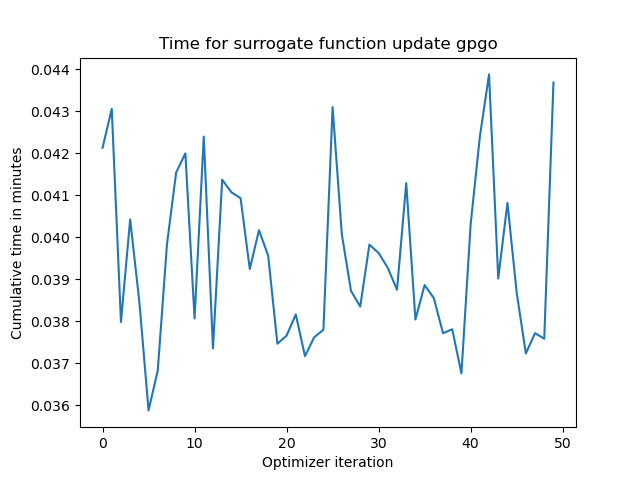 Time for surrogate function update gpgo
Cumulative time in minutes
0.044
0.043
0.042
0.041
0.040
0.039
0.038
0.037
0.036
0 10 20 30 40 50
Optimizer iteration